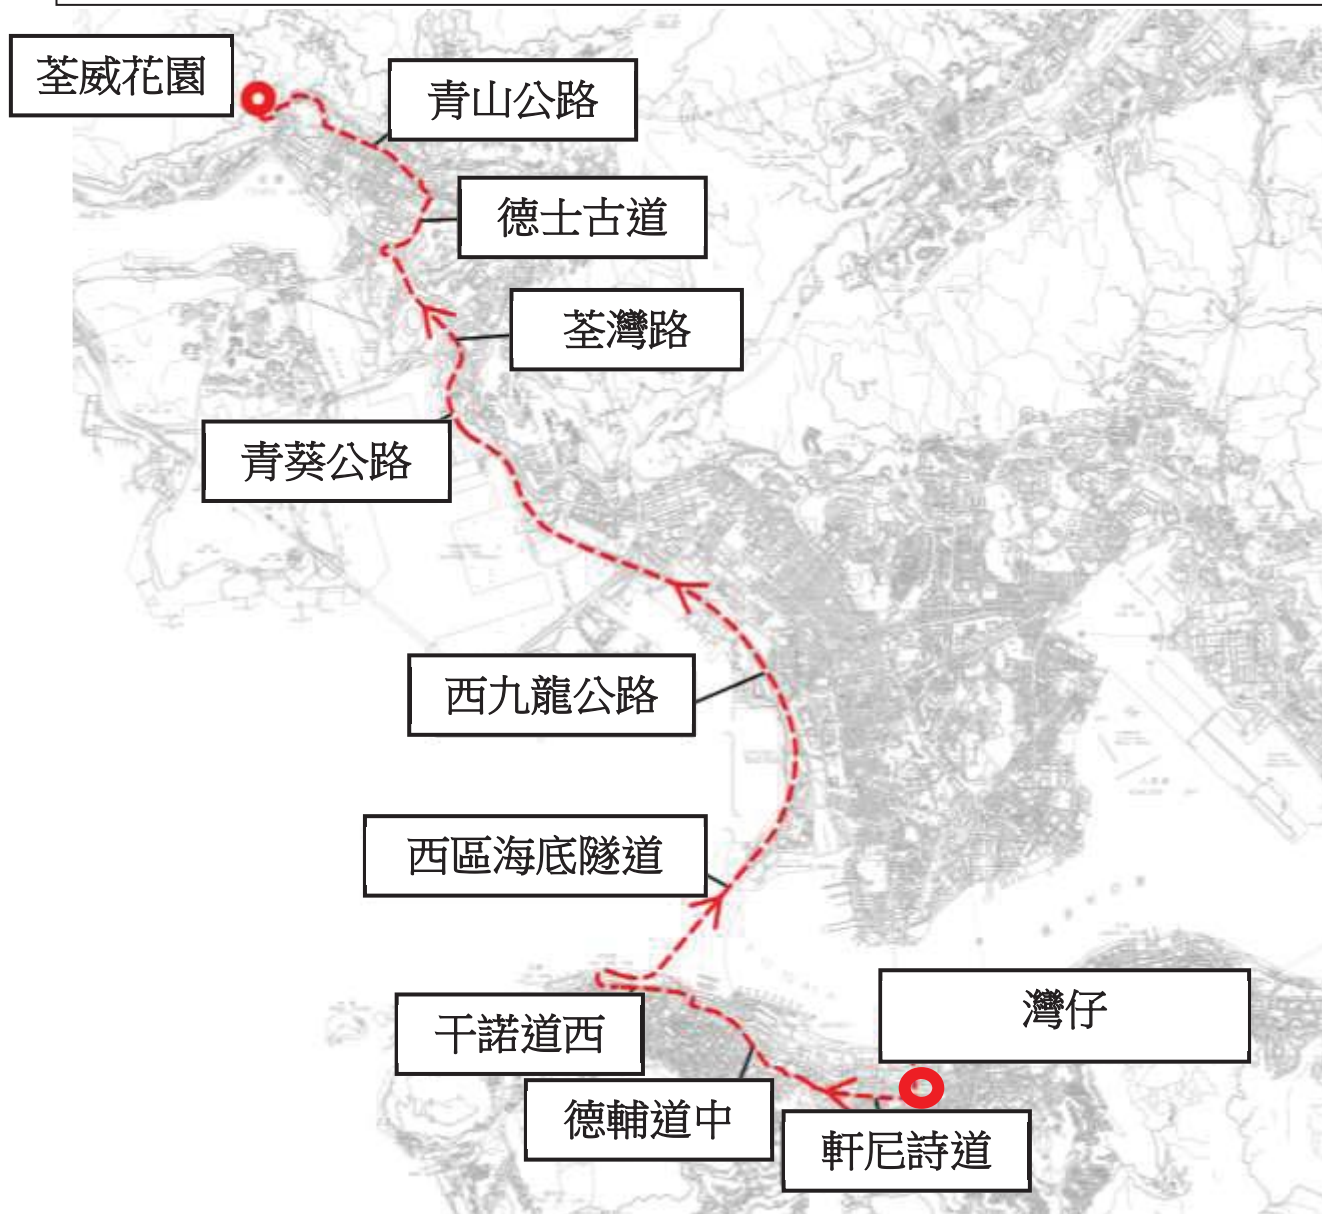 荃威花園
青山公路
德士古道
荃灣路
青葵公路
西九龍公路
西區海底隧道
干諾道西
灣仔
德輔道中
軒尼詩道